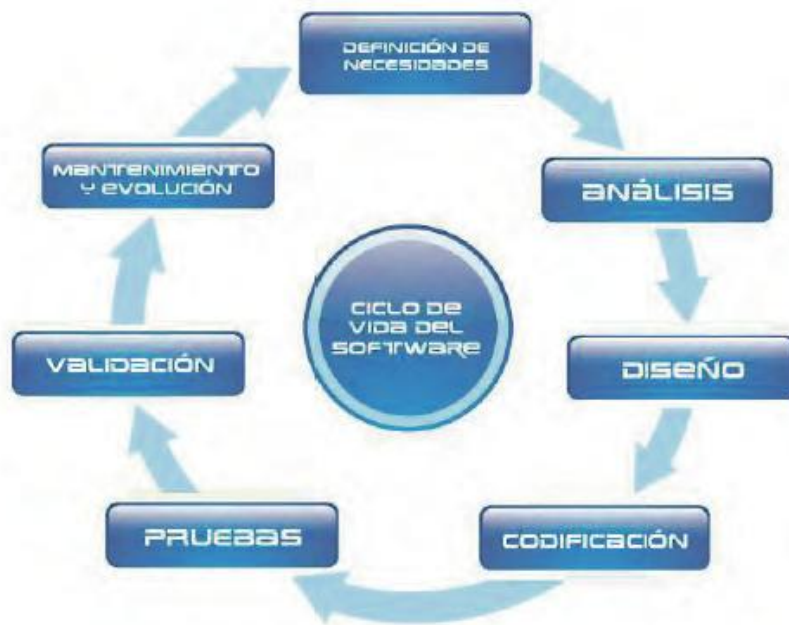 DEFINICIÓN DE
NECESIDADES
ANÁLISIS
DISEÑO
CODIFICACIÓN
PRUEBAS
VALIDACIÓN
MANTENIMIENTO
Y EVOLUCIÓN
CICLO DE
VIDA DEL
SOFTWARE